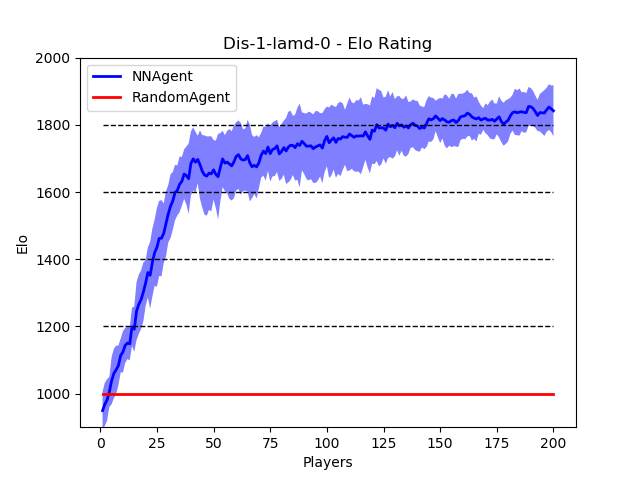 Dis-1-lamd-0 - Elo Rating
NNAgent
RandomAgent
2000
1800
1600
1400
1200
1000
Elo
0 25 50 75 100 125 150 175 200
Players